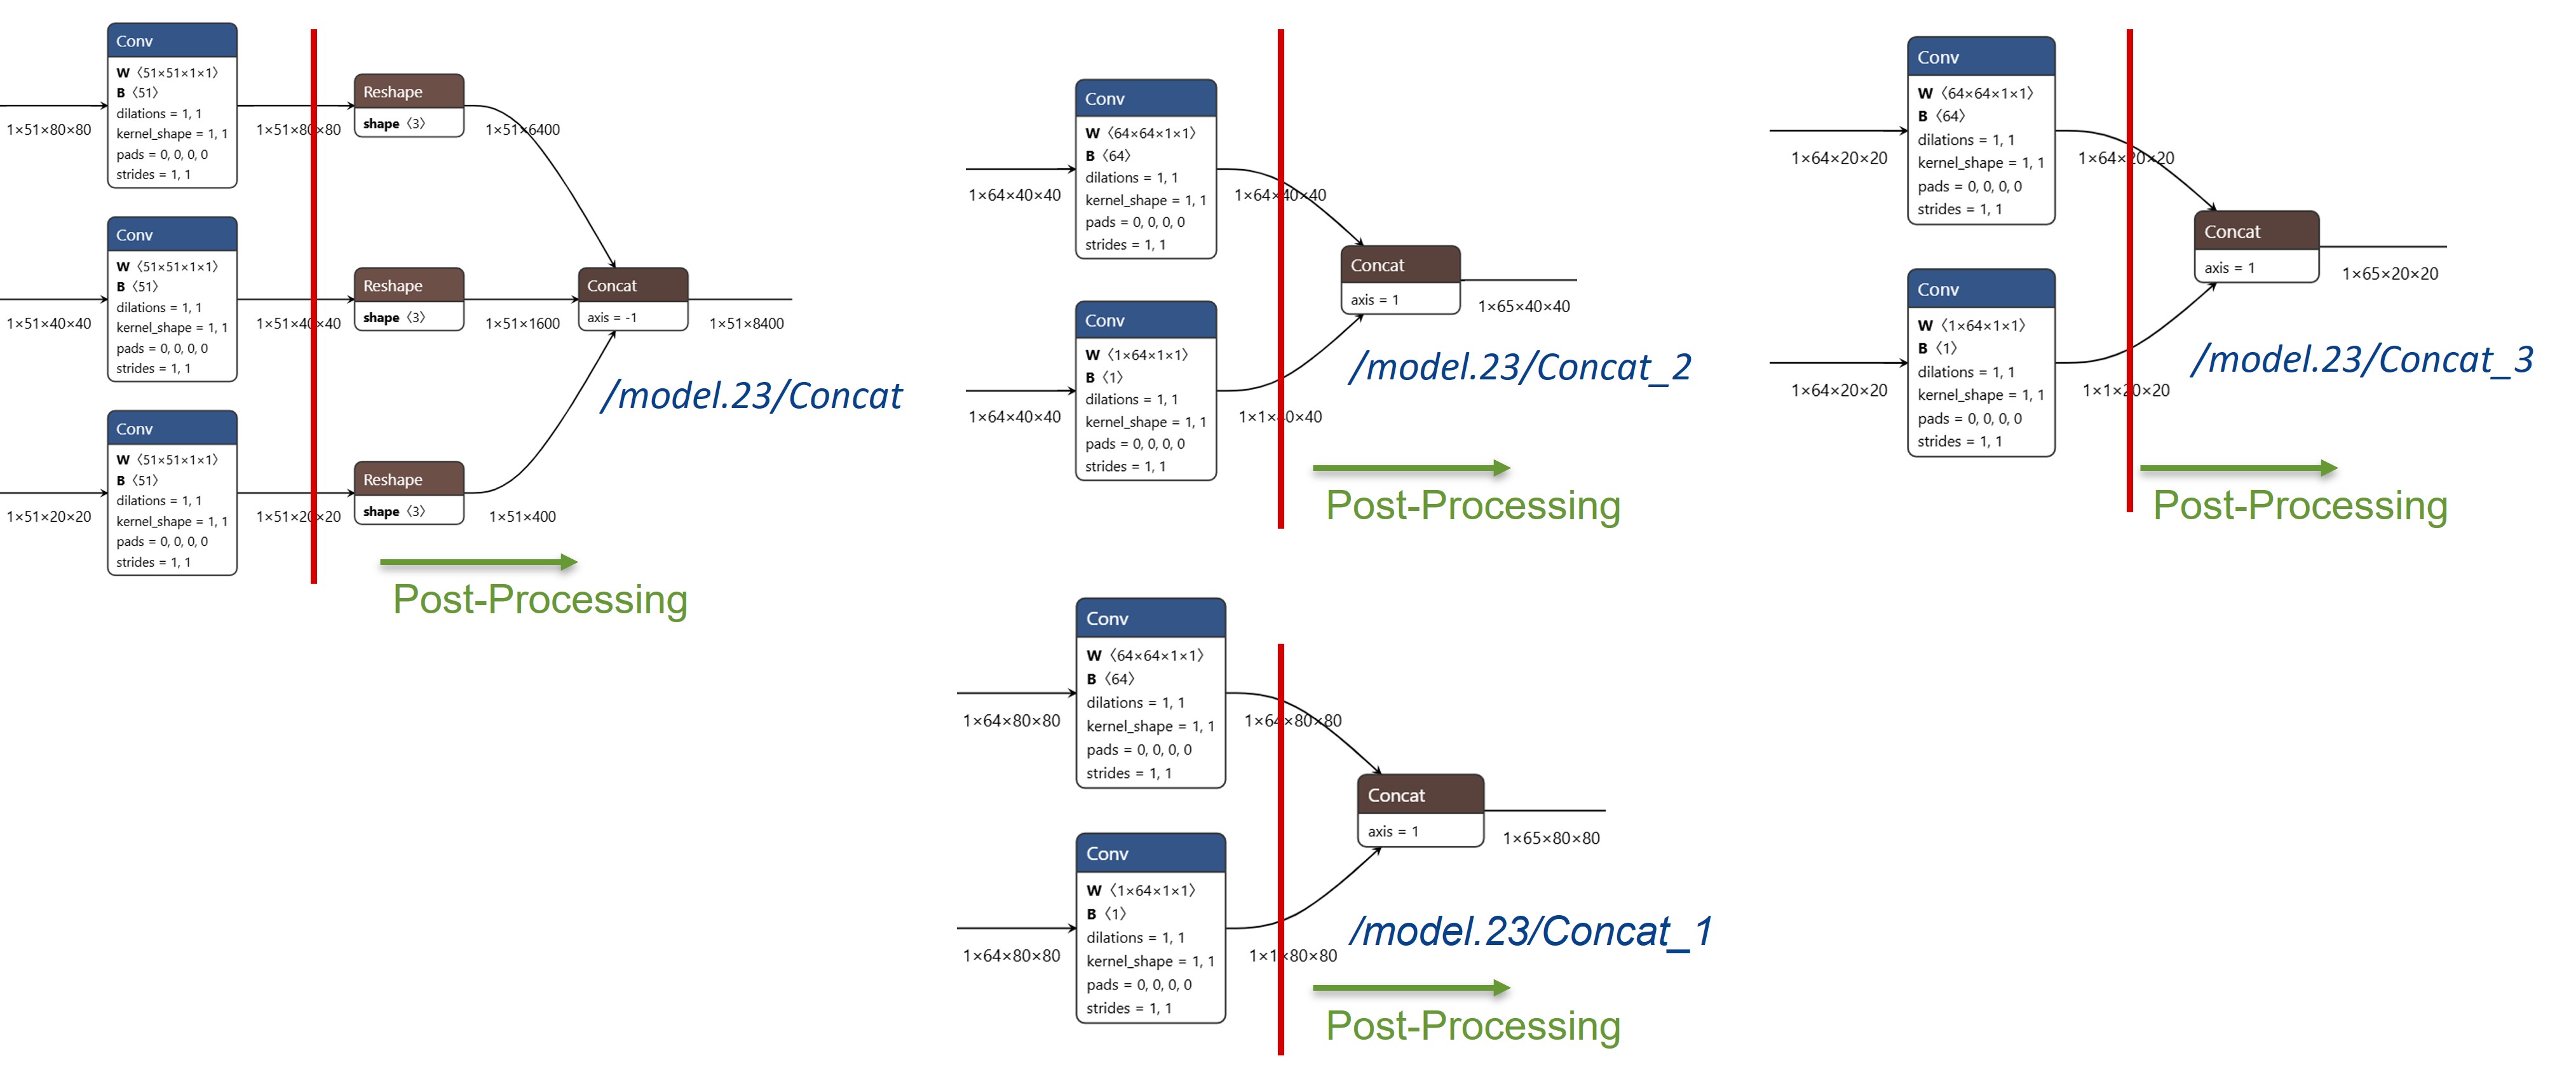 Conv
W〈51×51×1×1〉
B〈51〉
dilations = 1, 1
kernel_shape = 1, 1
pads = 0, 0, 0, 0
strides = 1, 1
1×51×80×80
1×51×80×80
Reshape
shape〈3〉
1×51×6400
Conv
W〈51×51×1×1〉
B〈51〉
dilations = 1, 1
kernel_shape = 1, 1
pads = 0, 0, 0, 0
strides = 1, 1
1×51×40×40
1×51×40×40
Reshape
shape〈3〉
1×51×1600
Concat
axis = -1
1×51×8400
/model.23/Concat
Conv
W〈51×51×1×1〉
B〈51〉
dilations = 1, 1
kernel_shape = 1, 1
pads = 0, 0, 0, 0
strides = 1, 1
1×51×20×20
1×51×20×20
Reshape
shape〈3〉
1×51×400
Post-Processing
Conv
W〈64×64×1×1〉
B〈64〉
dilations = 1, 1
kernel_shape = 1, 1
pads = 0, 0, 0, 0
strides = 1, 1
1×64×40×40
1×64×40×40
Concat
axis = 1
1×65×40×40
Conv
W〈1×64×1×1〉
B〈1〉
dilations = 1, 1
kernel_shape = 1, 1
pads = 0, 0, 0, 0
strides = 1, 1
1×64×40×40
1×1×40×40
/model.23/Concat_2
Post-Processing
Conv
W〈64×64×1×1〉
B〈64〉
dilations = 1, 1
kernel_shape = 1, 1
pads = 0, 0, 0, 0
strides = 1, 1
1×64×20×20
1×64×20×20
Concat
axis = 1
1×65×20×20
Conv
W〈1×64×1×1〉
B〈1〉
dilations = 1, 1
kernel_shape = 1, 1
pads = 0, 0, 0, 0
strides = 1, 1
1×64×20×20
1×1×20×20
/model.23/Concat_3
Post-Processing
Conv
W〈64×64×1×1〉
B〈64〉
dilations = 1, 1
kernel_shape = 1, 1
pads = 0, 0, 0, 0
strides = 1, 1
1×64×80×80
1×64×80×80
Concat
axis = 1
1×65×80×80
Conv
W〈1×64×1×1〉
B〈1〉
dilations = 1, 1
kernel_shape = 1, 1
pads = 0, 0, 0, 0
strides = 1, 1
1×64×80×80
1×1×80×80
/model.23/Concat_1
Post-Processing